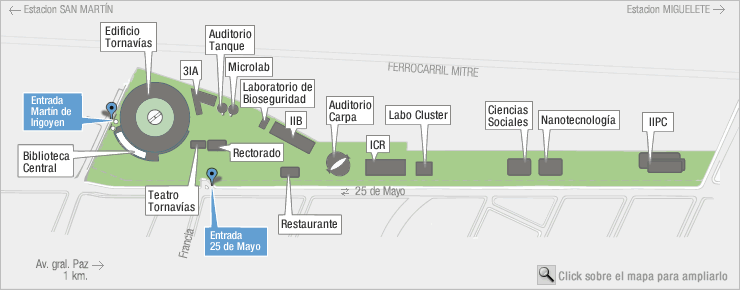 Estacion SAN MARTÍN
Estacion MIGUELETE
Edificio
Tornavías
Auditorio
Tanque
3IA
Microlab
FERROCARRIL MITRE
Laboratorio de
Bioseguridad
Entrada
Martín de
Irigoyen
IIB
Auditorio
Carpa
ICR
Labo Cluster
Ciencias
Sociales
Nanotecnología
IIPC
Biblioteca
Central
Rectorado
Teatro
Tornavías
25 de Mayo
Restaurante
Entrada
25 de Mayo
Francia
Av. gral. Paz
1 km.
Click sobre el mapa para ampliarlo